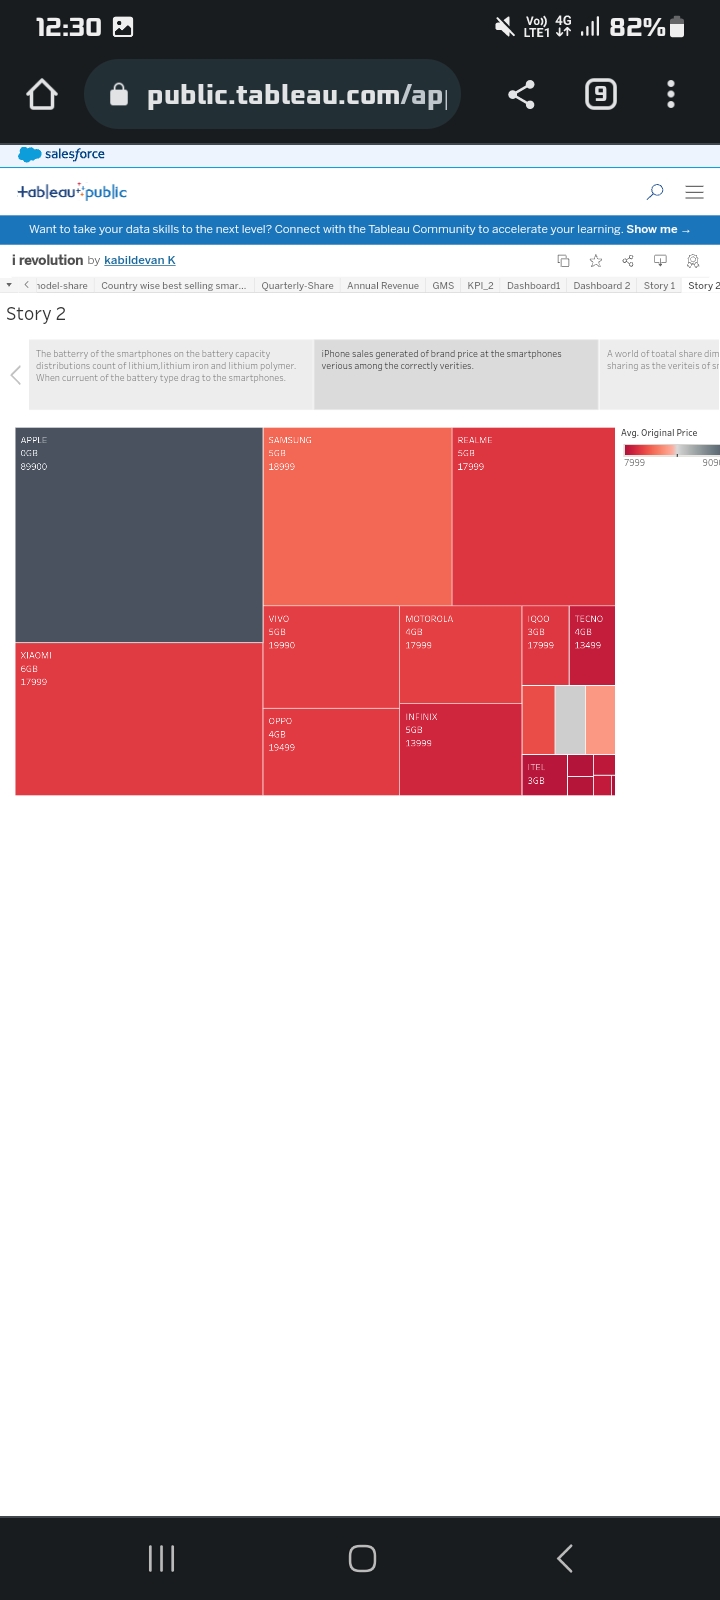 12:30
Vo)) 4G
LTE1
82%
public.tableau.com/ap
9
salesforce
+ableau public
Want to take your data skills to the next level? Connect with the Tableau Community to accelerate your learning. Show me →
i revolution by kabildevan K
model-share Country wise best selling smar... Quarterly-Share Annual Revenue GMS KPI_2 Dashboard1 Dashboard 2 Story 1 Story 2
Story 2
The batterry of the smartphones on the battery capacity
distributions count of lithium,lithium iron and lithium polymer.
When curruent of the battery type drag to the smartphones.
iPhone sales generated of brand price at the smartphones
verious among the correctly verities.
A world of toatal share dim
sharing as the veriteis of sm
Avg. Original Price
7999 909
APPLE
0GB
89900
SAMSUNG
5GB
18999
REALME
5GB
17999
XIAOMI
6GB
17999
VIVO
5GB
19990
MOTOROLA
4GB
17999
IQOO
3GB
17999
TECNO
4GB
13499
OPPO
4GB
19499
INFINIX
5GB
13999
ITEL
3GB